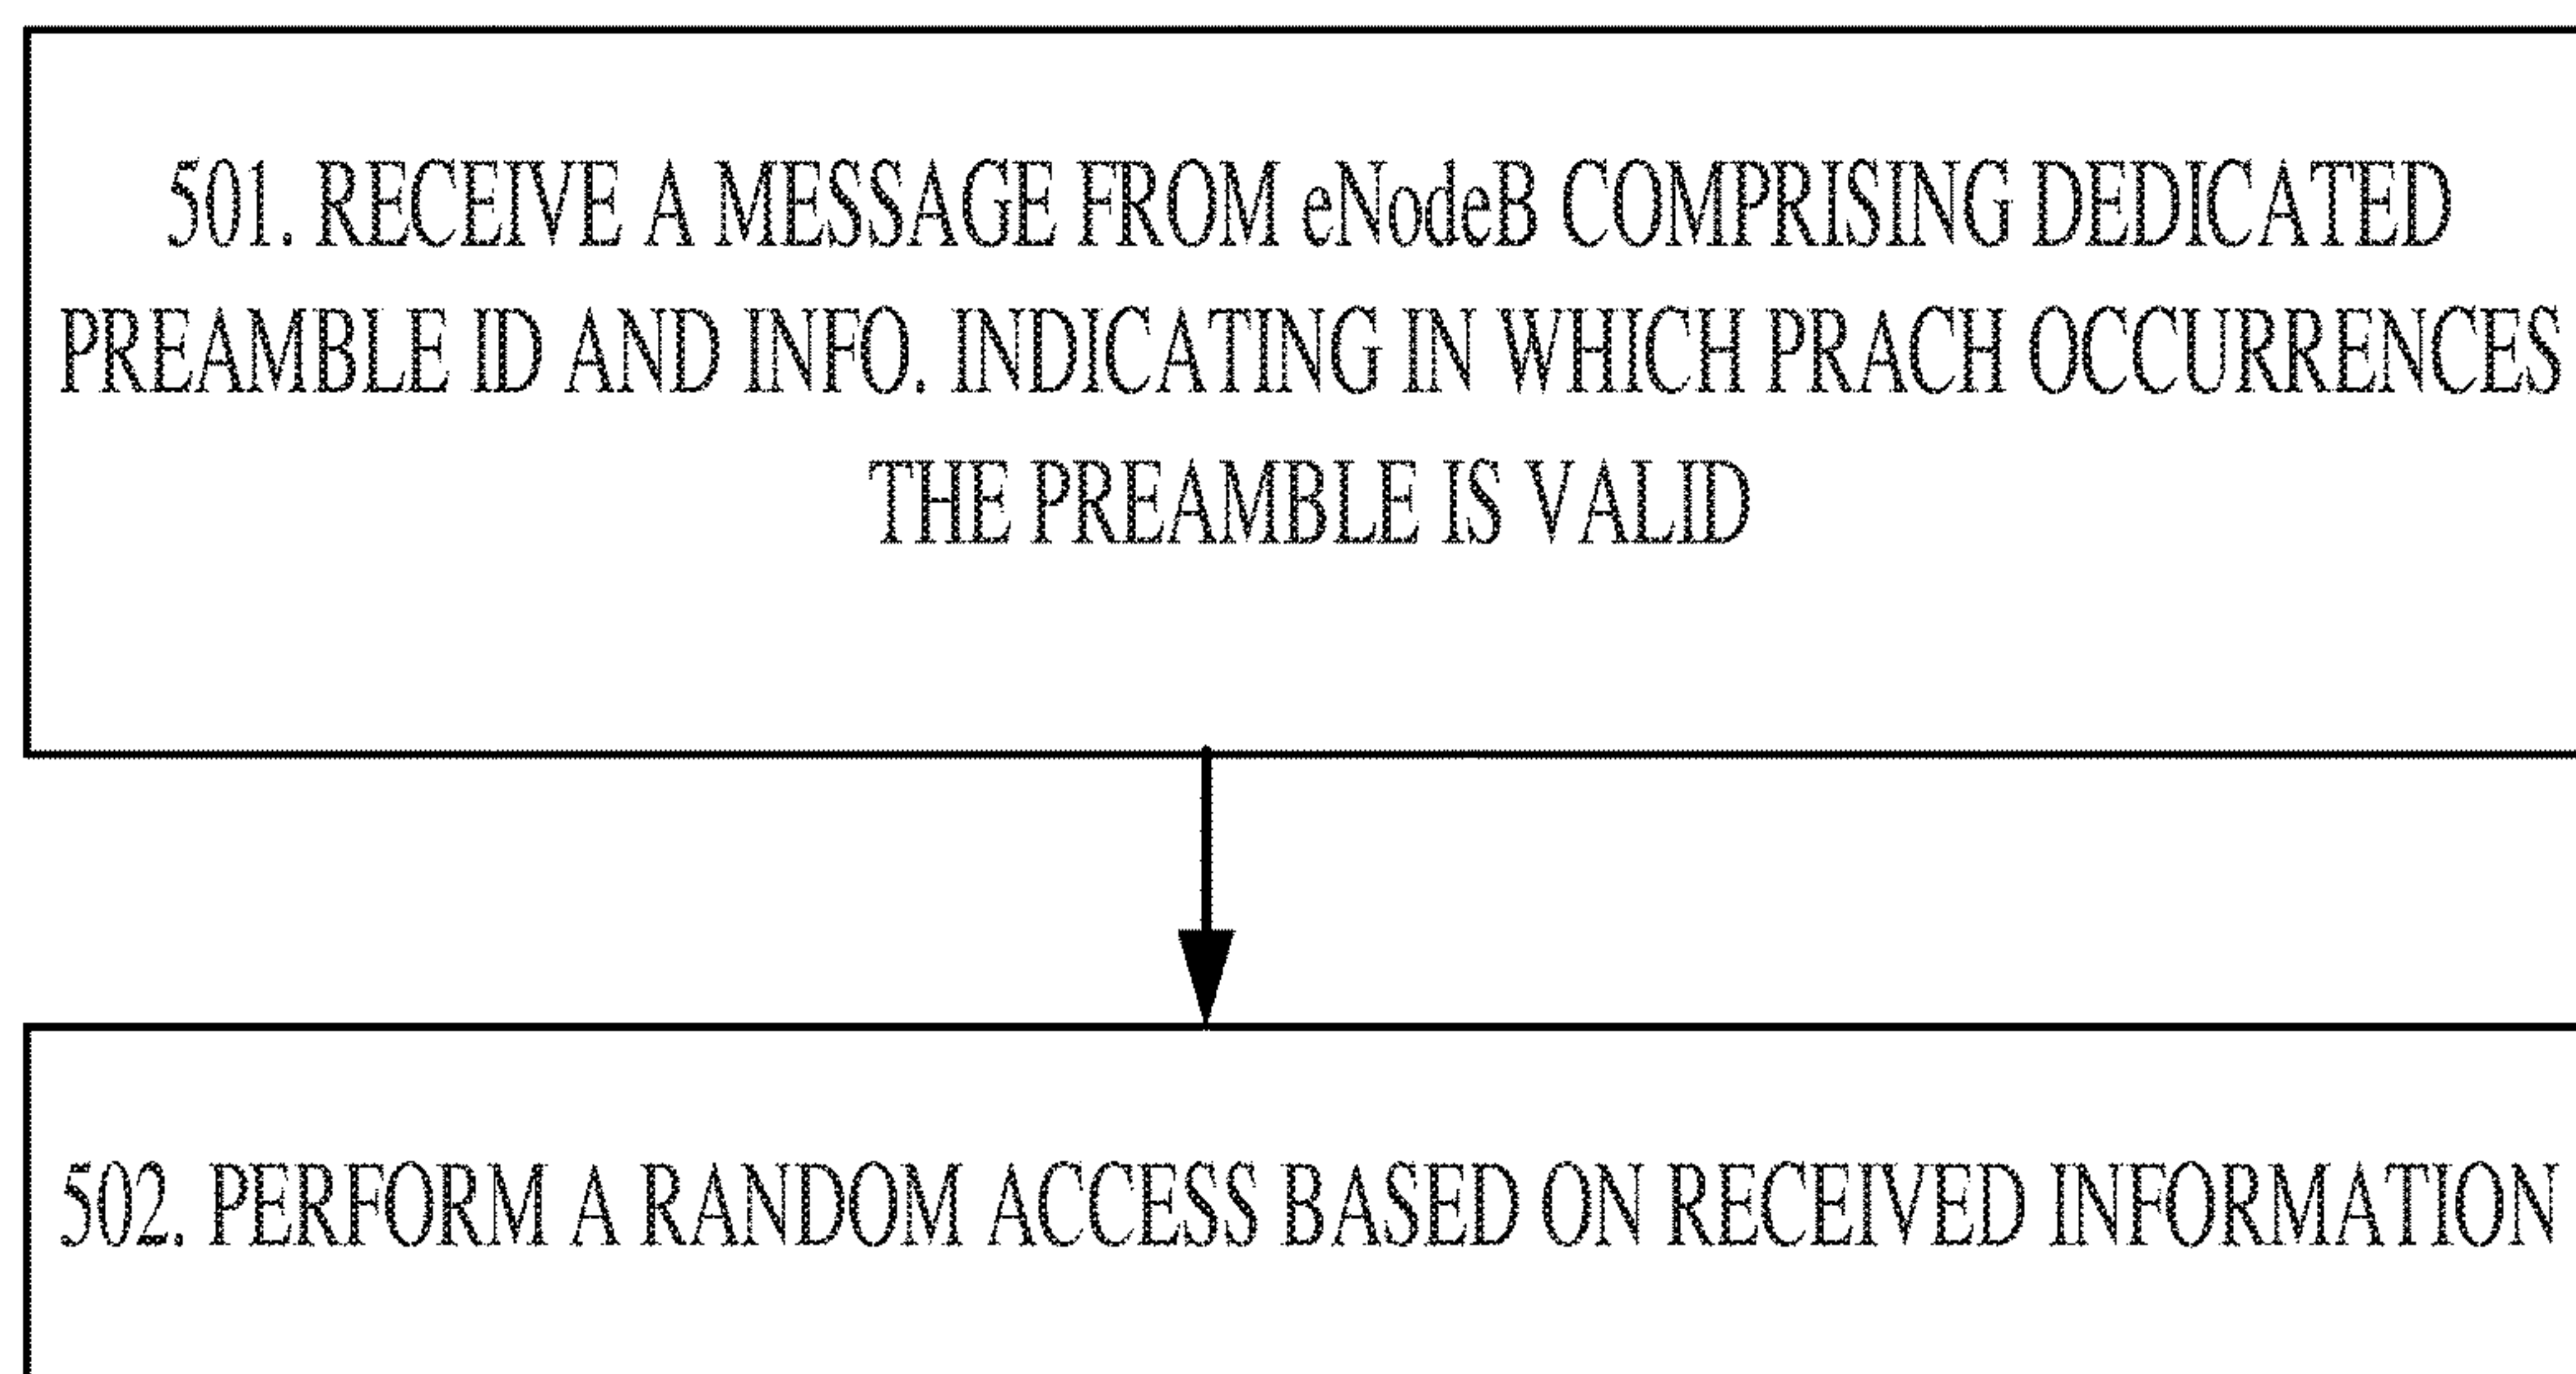 501. RECEIVE A MESSAGE FROM eNodeB COMPRISING DEDICATED
PREAMBLE ID AND INFO. INDICATING IN WHICH PRACH OCCURRENCES
THE PREAMBLE IS VALID
502. PERFORM A RANDOM ACCESS BASED ON RECEIVED INFORMATION